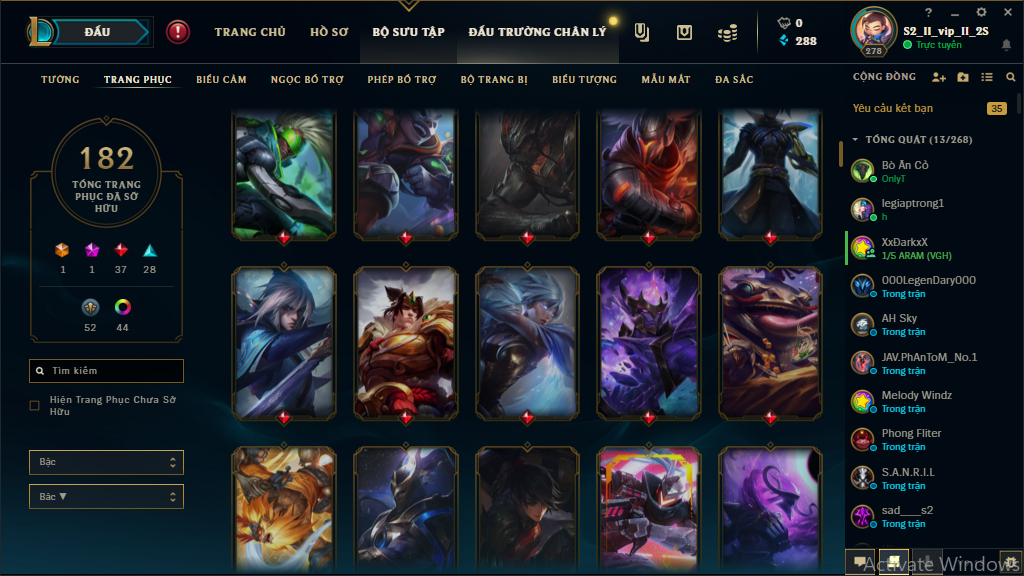 ĐẤU
TRANG CHỦ
HỒ SƠ
BỘ SƯU TẬP
ĐẤU TRƯỜNG CHÂN LÝ
0
288
278
S2_II_vip_II_2S
Trực tuyến
TƯỚNG
TRANG PHỤC
BIỂU CẢM
NGỌC BỔ TRỢ
PHÉP BỔ TRỢ
BỘ TRANG BỊ
BIỂU TƯỢNG
MẪU MẮT
ĐA SẮC
182
TỔNG TRANG
PHỤC ĐÃ SỞ
HỮU
1
1
37
28
52
44
Tìm kiếm
Hiện Trang Phục Chưa Sở
Hữu
Bậc
Bậc ▼
CỘNG ĐỒNG
Yêu cầu kết bạn
35
TỔNG QUÁT (13/268)
Bò Ăn Cỏ
OnlyT
legiaptrong1
h
XxĐarkxX
1/5 ARAM (VGH)
000LegenDary000
Trong trận
AH Sky
Trong trận
JAV.PhAnToM_No.1
Trong trận
Melody Windz
Trong trận
Phong Fliter
Trong trận
S.A.N.R.I.L
Trong trận
sad___s2
Trong trận
Activate Windows